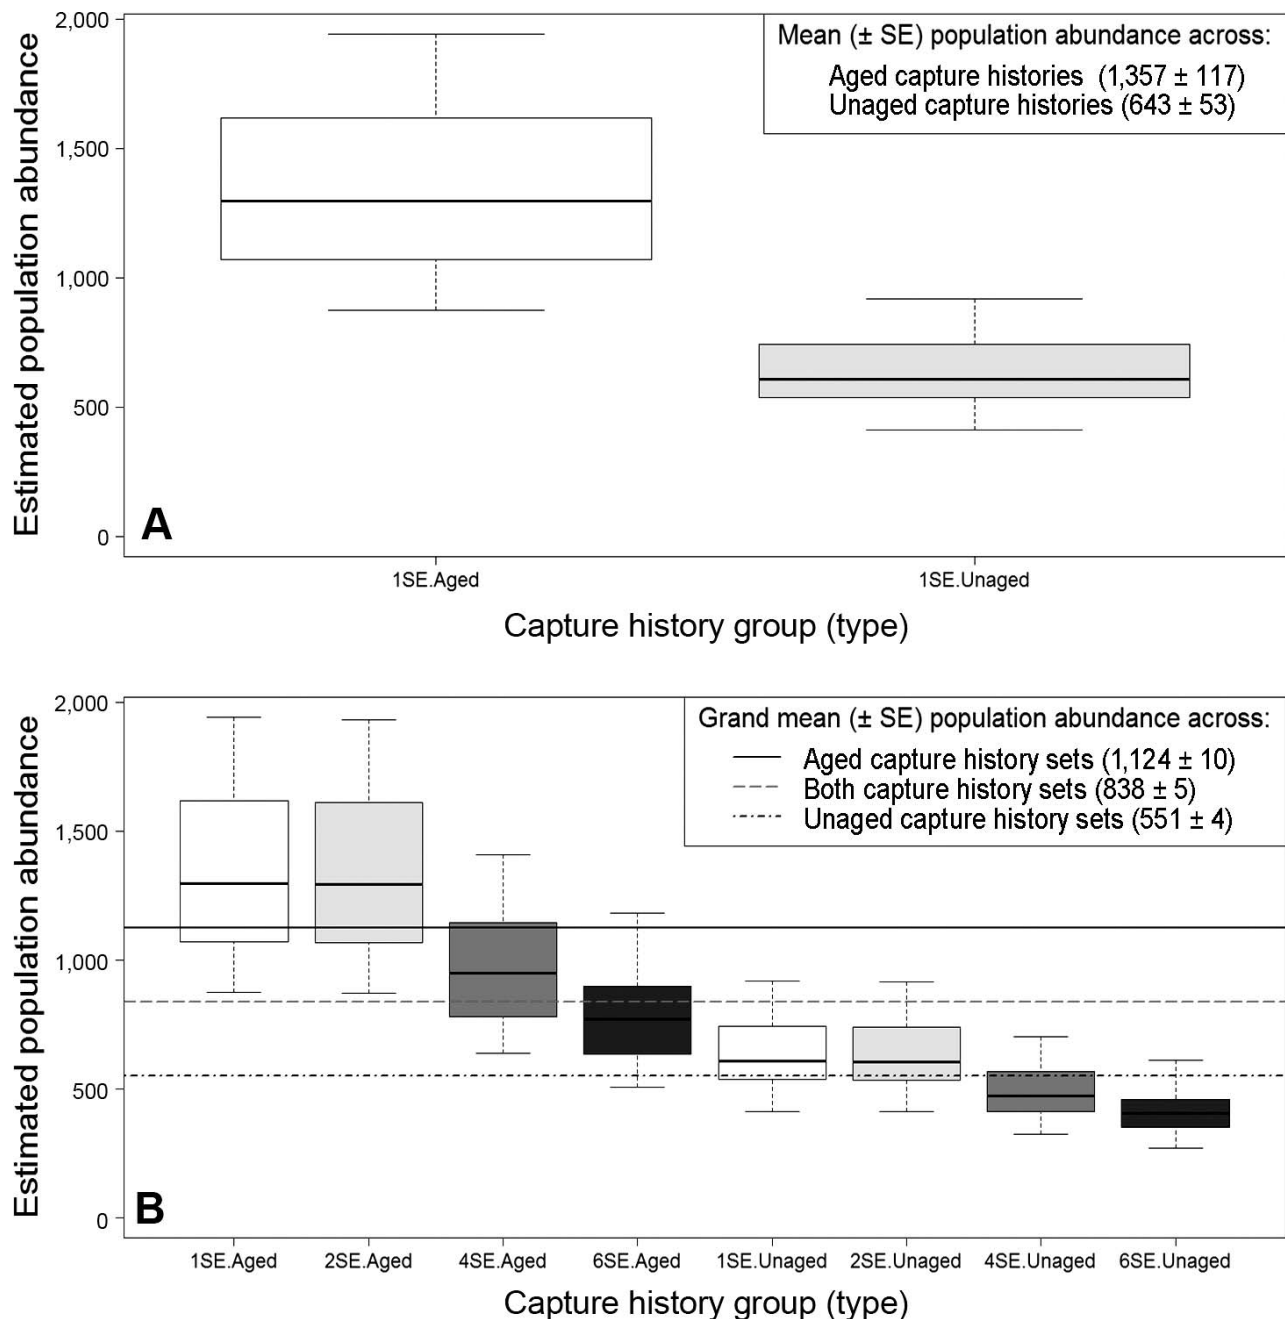 Estimated population abundance
2,000
1,500
1,000
500
0
Mean (± SE) population abundance across:
Aged capture histories (1,357 ± 117)
Unaged capture histories (643 ± 53)
A
1SE.Aged
1SE.Unaged
Capture history group (type)
Estimated population abundance
2,000
1,500
1,000
500
0
Grand mean (± SE) population abundance across:
Aged capture history sets (1,124 ± 10)
Both capture history sets (838 ± 5)
Unaged capture history sets (551 ± 4)
B
1SE.Aged
2SE.Aged
4SE.Aged
6SE.Aged
1SE.Unaged
2SE.Unaged
4SE.Unaged
6SE.Unaged
Capture history group (type)